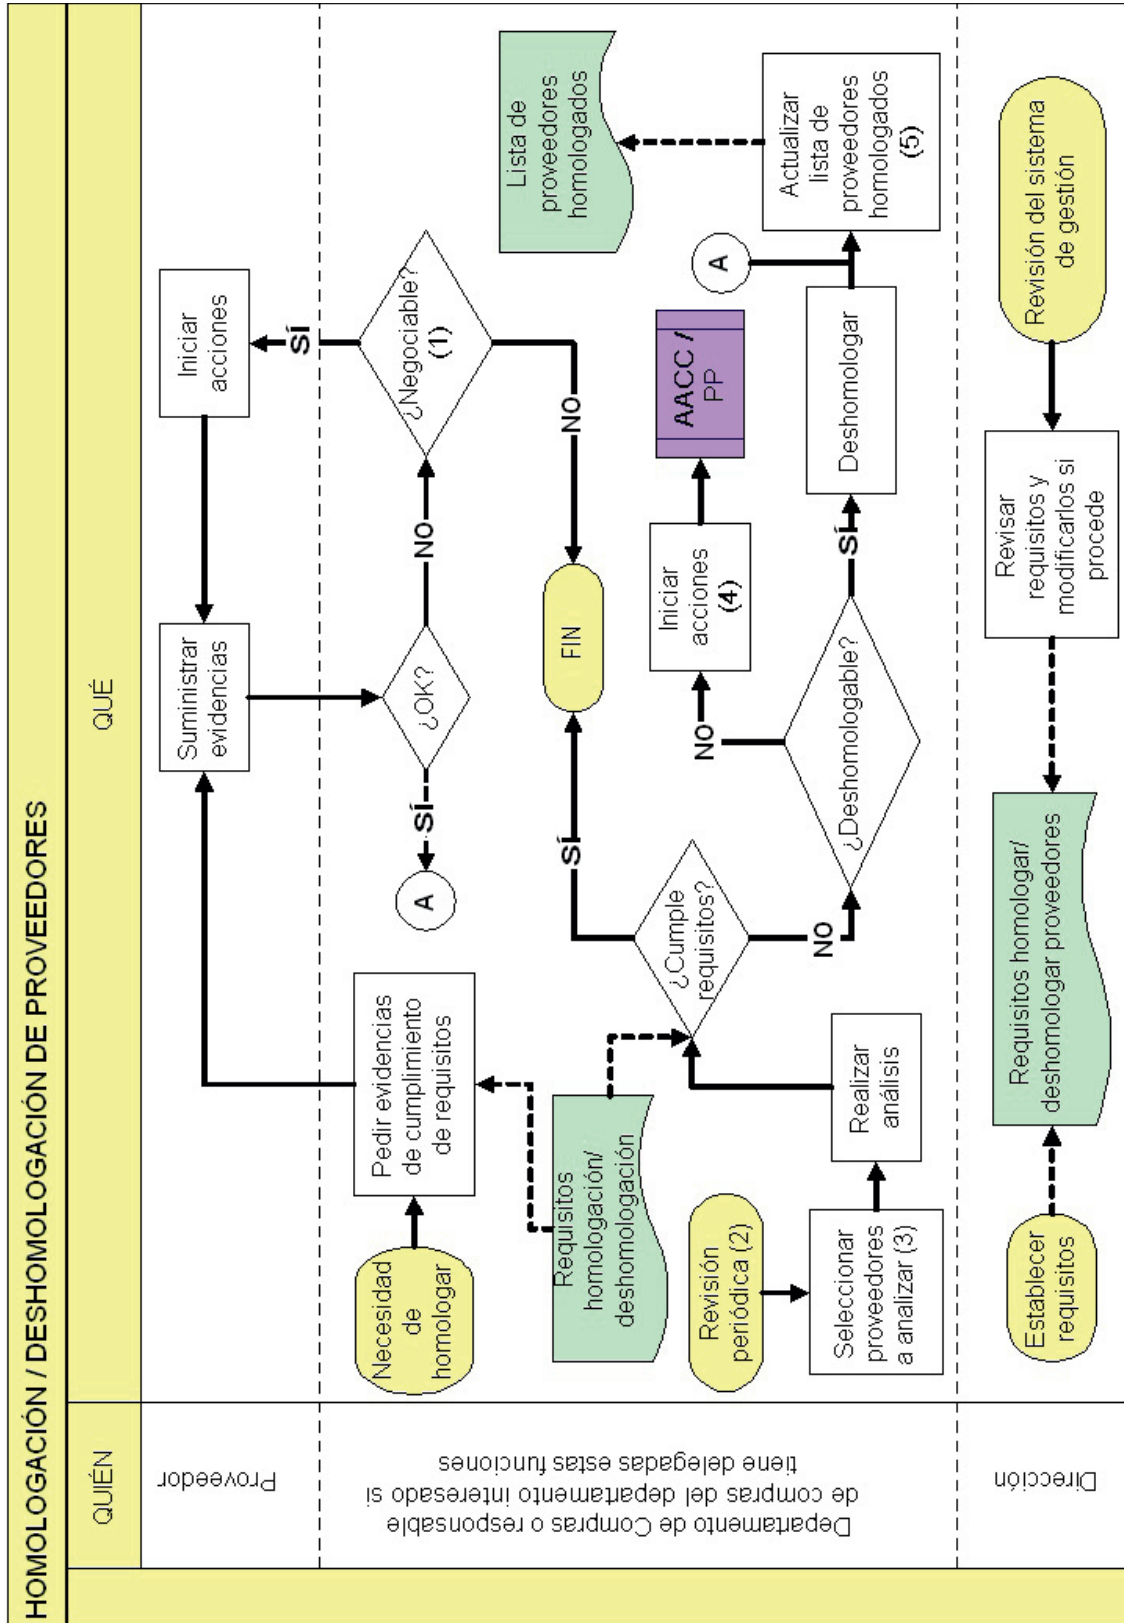 HOMOLOGACIÓN / DESHOMOLOGACIÓN DE PROVEEDORES
QUIÉN
QUÉ
Proveedor
Suministrar
evidencias
Iniciar
acciones
SÍ
Departamento de Compras o responsable
de compras del departamento interesado si
tiene delegadas estas funciones
Necesidad
de
homologar
Pedir evidencias
de cumplimiento
de requisitos
A
SÍ
¿OK?
NO
¿Negociable?
(1)
NO
Requisitos
homologación/
deshomologación
SÍ
FIN
Lista de
proveedores
homologados
Revisión
periódica (2)
¿Cumple
requisitos?
NO
NO
Iniciar
acciones
(4)
AACC /
PP
A
Seleccionar
proveedores
a analizar (3)
Realizar
análisis
¿Deshomologable?
SÍ
Deshomologar
Actualizar
lista de
proveedores
homologados
(5)
Dirección
Establecer
requisitos
Requisitos homologar/
deshomologar proveedores
Revisar
requisitos y
modificarlos si
procede
Revisión del sistema
de gestión